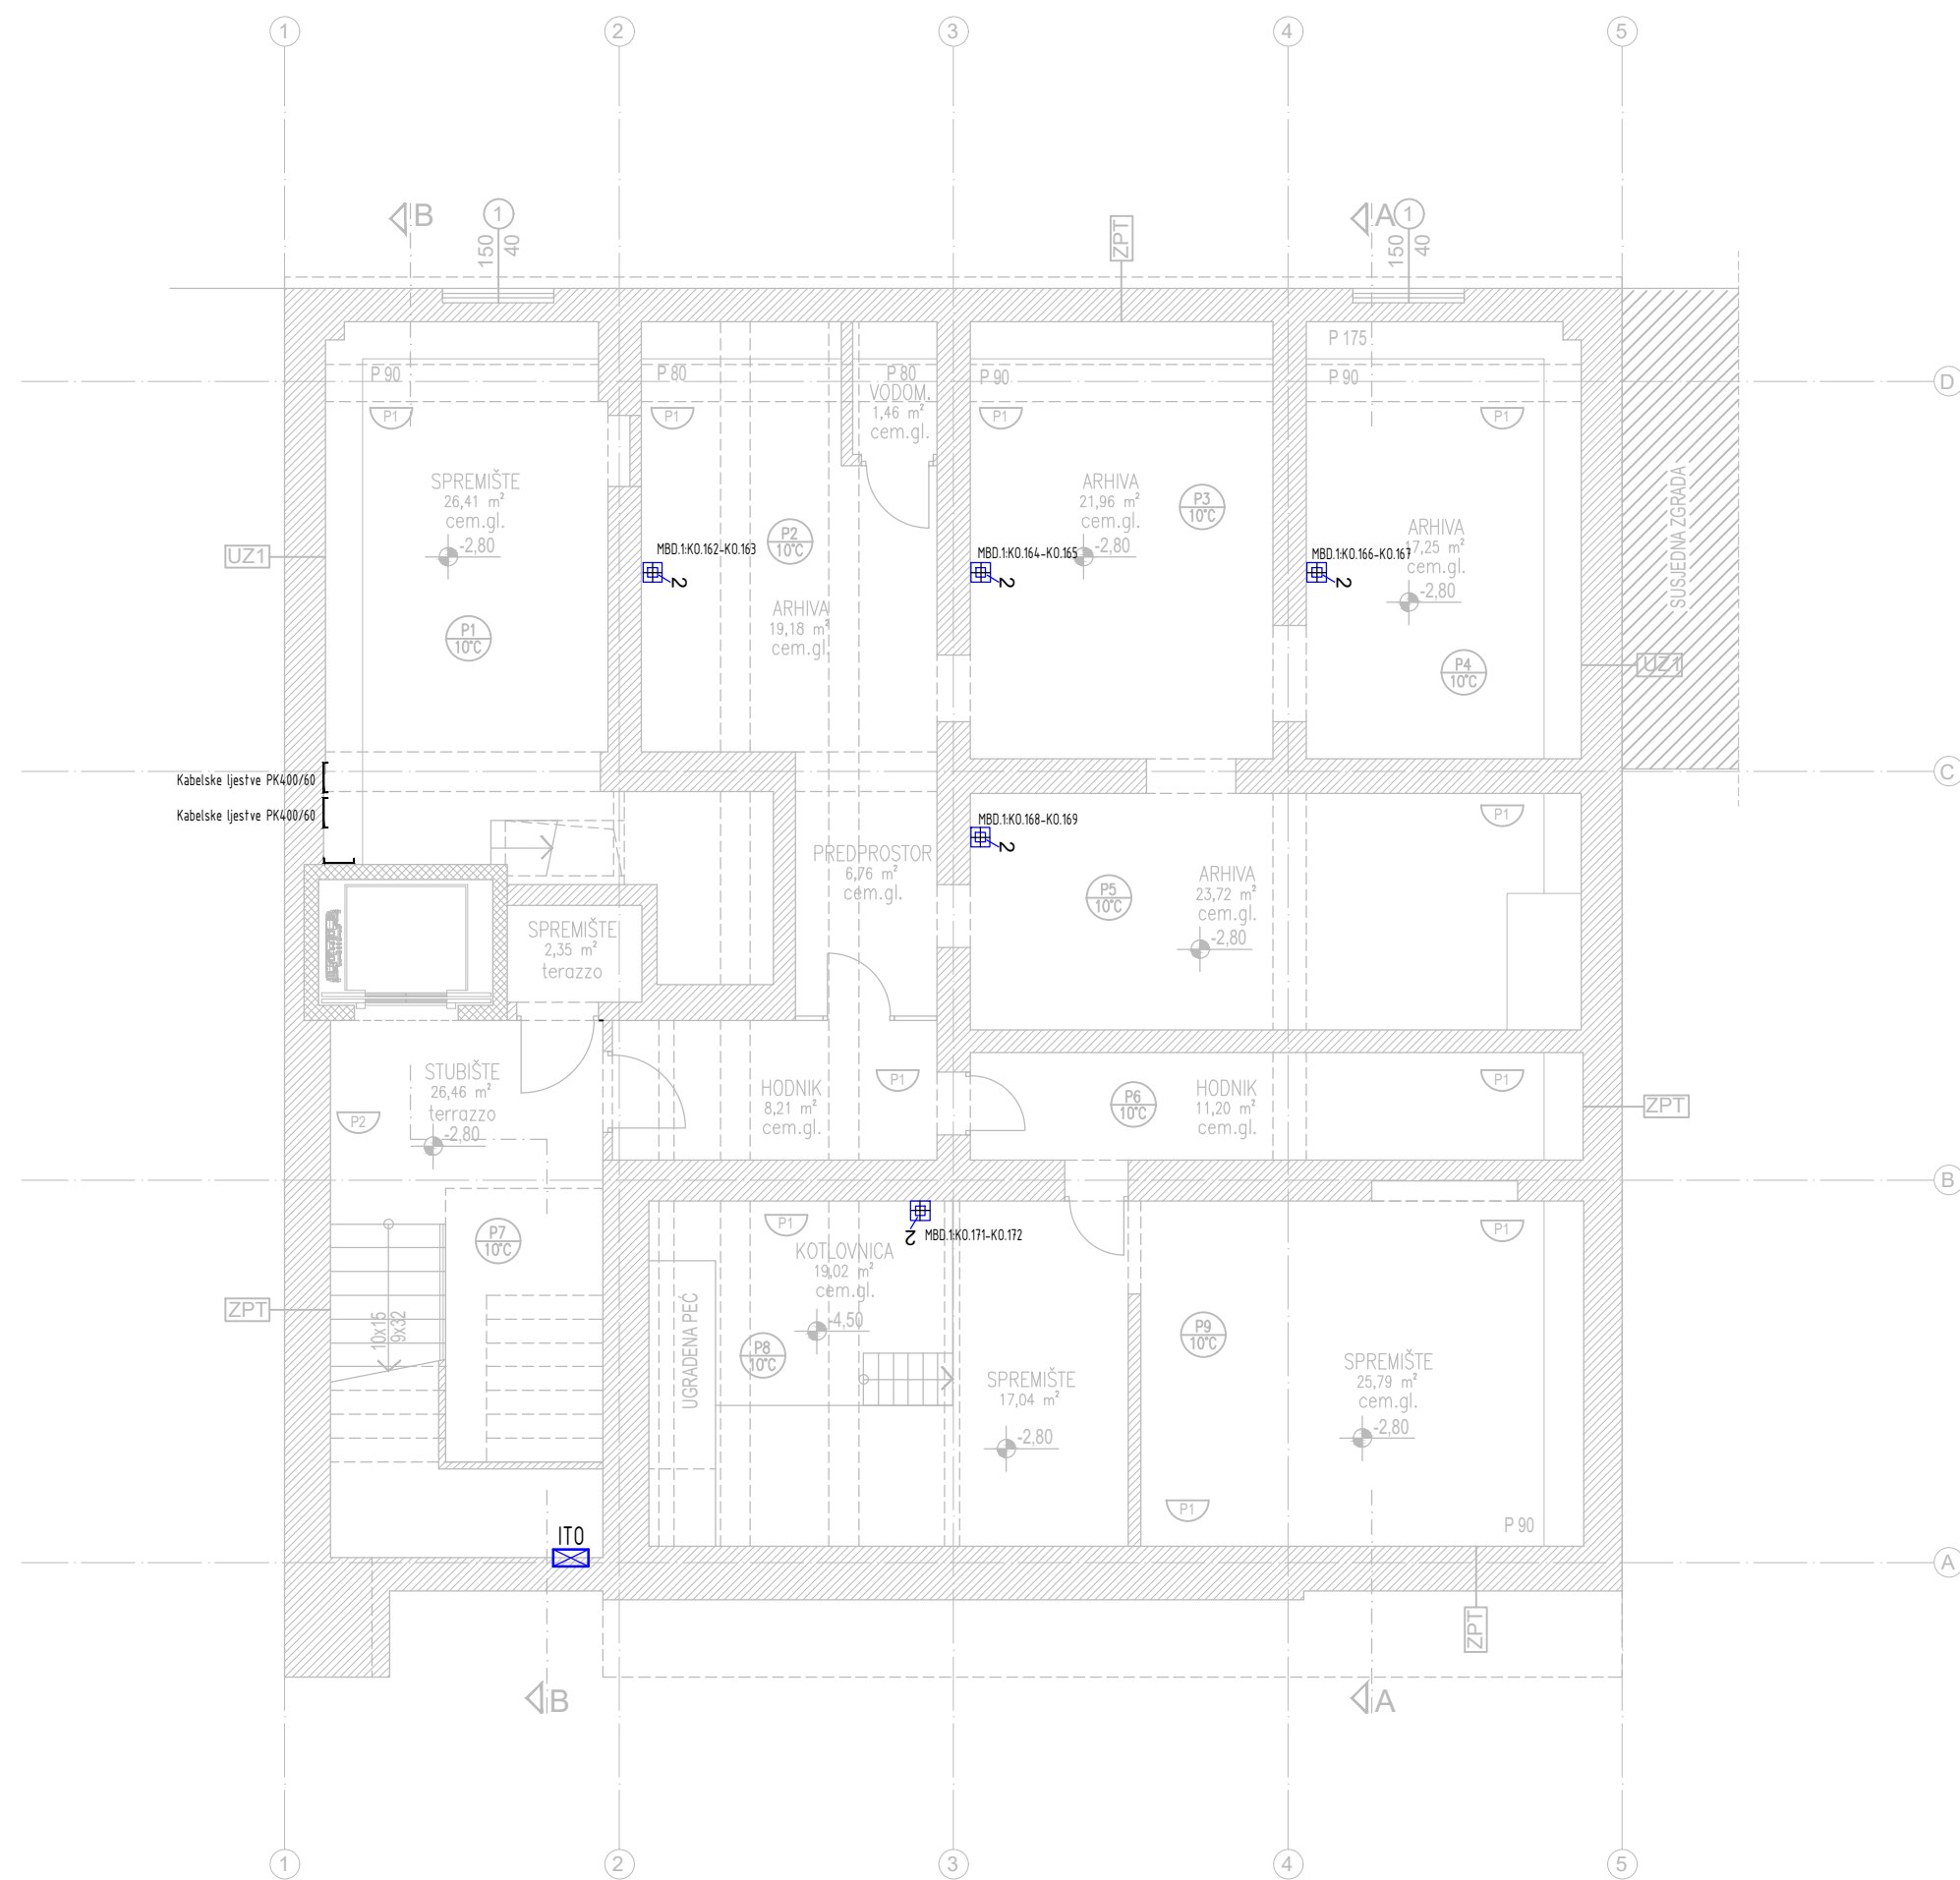 1
2
3
4
5
B
1
150
40
ZPT
A
1
150
40
P 175
P 90
P 80
P 80
P 90
P 90
D
VODOM.
1,46 m²
cem.gl.
P1
P1
P1
P1
SPREMIŠTE
26,41 m²
cem.gl.
-2,80
ARHIVA
21,96 m²
cem.gl.
-2,80
P3
10°C
P2
10°C
ARHIVA
17,25 m²
cem.gl.
-2,80
SUSJEDNA ZGRADA
UZ1
MBD.1:K0.162-K0.163
2
MBD.1:K0.164-K0.165
2
MBD.1:K0.166-K0.167
2
ARHIVA
19,18 m²
cem.gl.
P1
10°C
P4
10°C
UZ1
Kabelske ljestve PK400/60
C
Kabelske ljestve PK400/60
MBD.1:K0.168-K0.169
2
P1
PREDPROSTOR
6,76 m²
cem.gl.
P5
10°C
ARHIVA
23,72 m²
cem.gl.
-2,80
SPREMIŠTE
2,35 m²
terazzo
STUBIŠTE
26,46 m²
terrazzo
-2,80
P2
HODNIK
8,21 m²
cem.gl.
P1
P6
10°C
HODNIK
11,20 m²
cem.gl.
P1
ZPT
B
P7
10°C
P1
2
MBD.1:K0.171-K0.172
P1
KOTLOVNICA
19,02 m²
cem.gl.
-4,50
ZPT
10x15
9x32
UGRADENA PEĆ
P8
10°C
P9
10°C
SPREMIŠTE
17,04 m²
-2,80
SPREMIŠTE
25,79 m²
cem.gl.
-2,80
P1
P 90
IT0
A
ZPT
B
A
1
2
3
4
5